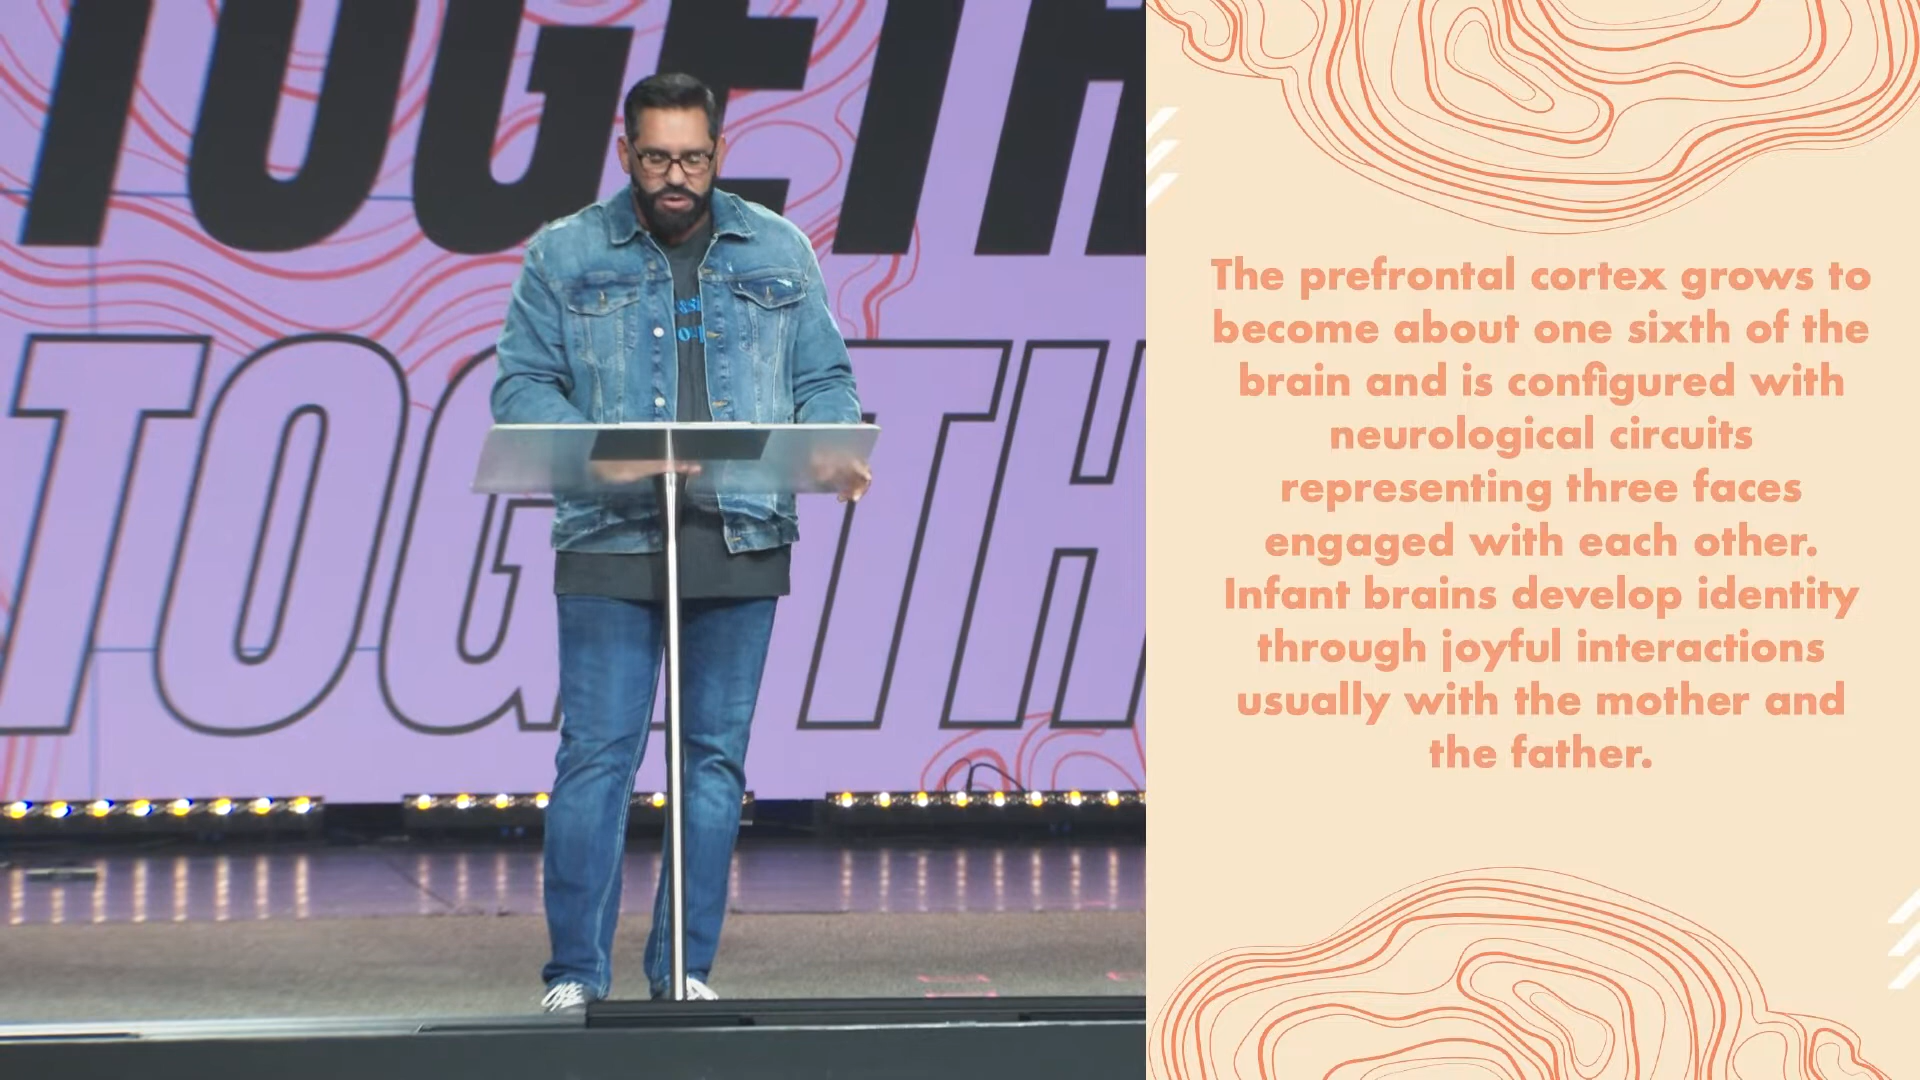 TOGETH
TOGETH
The prefrontal cortex grows to
become about one sixth of the
brain and is configured with
neurological circuits
representing three faces
engaged with each other.
Infant brains develop identity
through joyful interactions
usually with the mother and
the father.